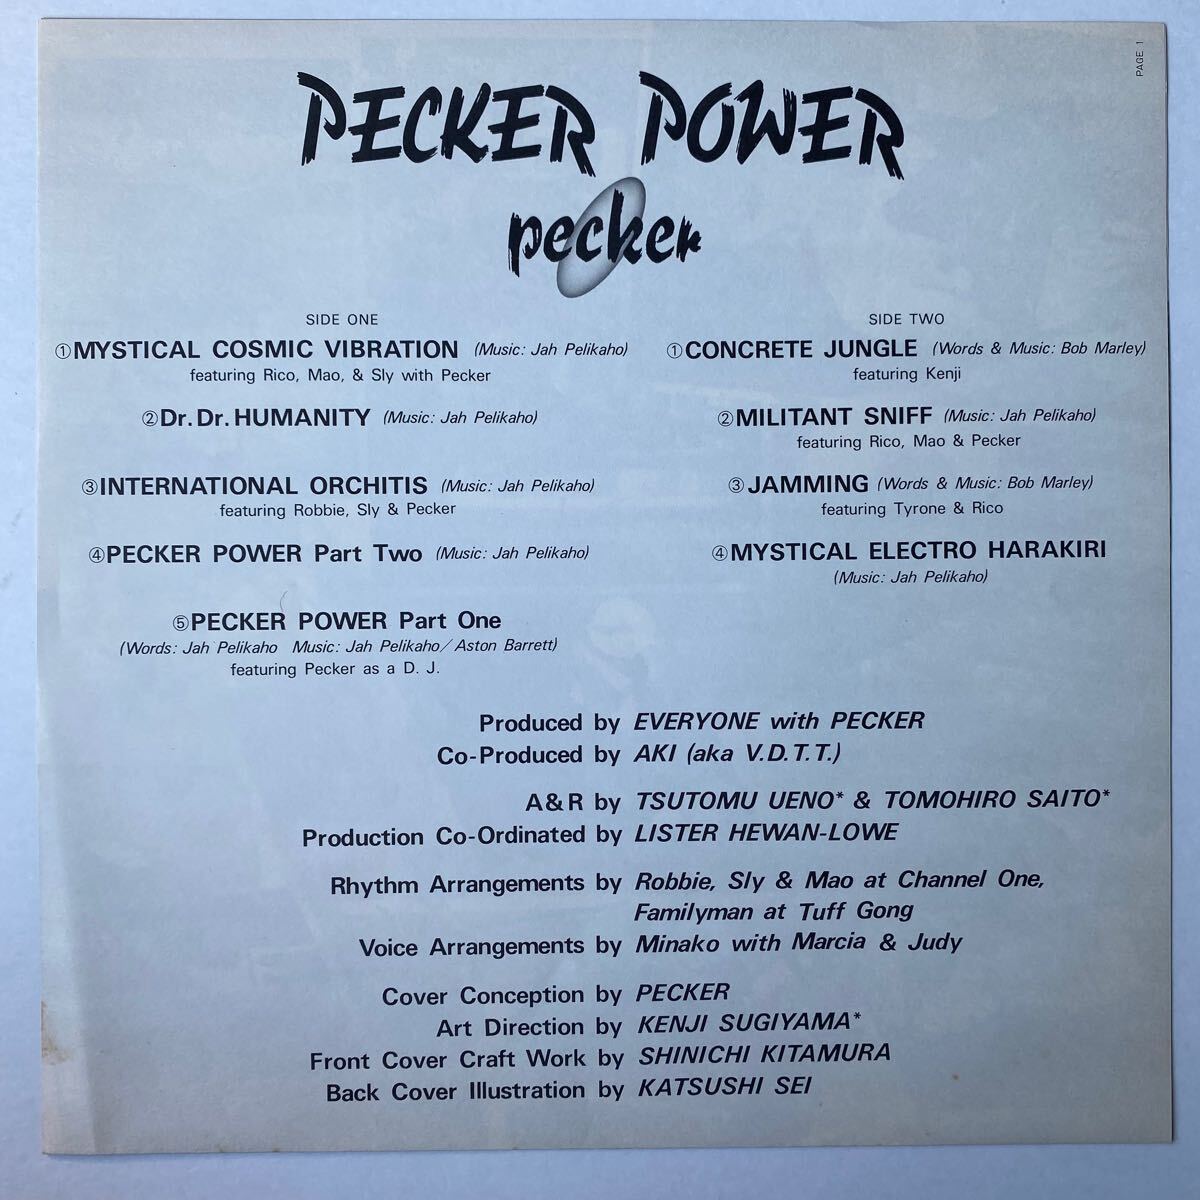 PAGE 1
PECKER POWER
pecker
SIDE ONE
①MYSTICAL COSMIC VIBRATION (Music: Jah Pelikaho)
featuring Rico, Mao, & Sly with Pecker
②Dr. Dr. HUMANITY (Music: Jah Pelikaho)
③INTERNATIONAL ORCHITIS (Music: Jah Pelikaho)
featuring Robbie, Sly & Pecker
④PECKER POWER Part Two (Music: Jah Pelikaho)
⑤PECKER POWER Part One
(Words: Jah Pelikaho Music: Jah Pelikaho/Aston Barrett)
featuring Pecker as a D. J.
SIDE TWO
①CONCRETE JUNGLE (Words & Music: Bob Marley)
featuring Kenji
②MILITANT SNIFF (Music: Jah Pelikaho)
featuring Rico, Mao & Pecker
③JAMMING (Words & Music: Bob Marley)
featuring Tyrone & Rico
④MYSTICAL ELECTRO HARAKIRI
(Music: Jah Pelikaho)
Produced by EVERYONE with PECKER
Co-Produced by AKI (aka V.D.T.T.)
A&R by TSUTOMU UENO* & TOMOHIRO SAITO*
Production Co-Ordinated by LISTER HEWAN-LOWE
Rhythm Arrangements by Robbie, Sly & Mao at Channel One,
Familyman at Tuff Gong
Voice Arrangements by Minako with Marcia & Judy
Cover Conception by PECKER
Art Direction by KENJI SUGIYAMA*
Front Cover Craft Work by SHINICHI KITAMURA
Back Cover Illustration by KATSUSHI SEI